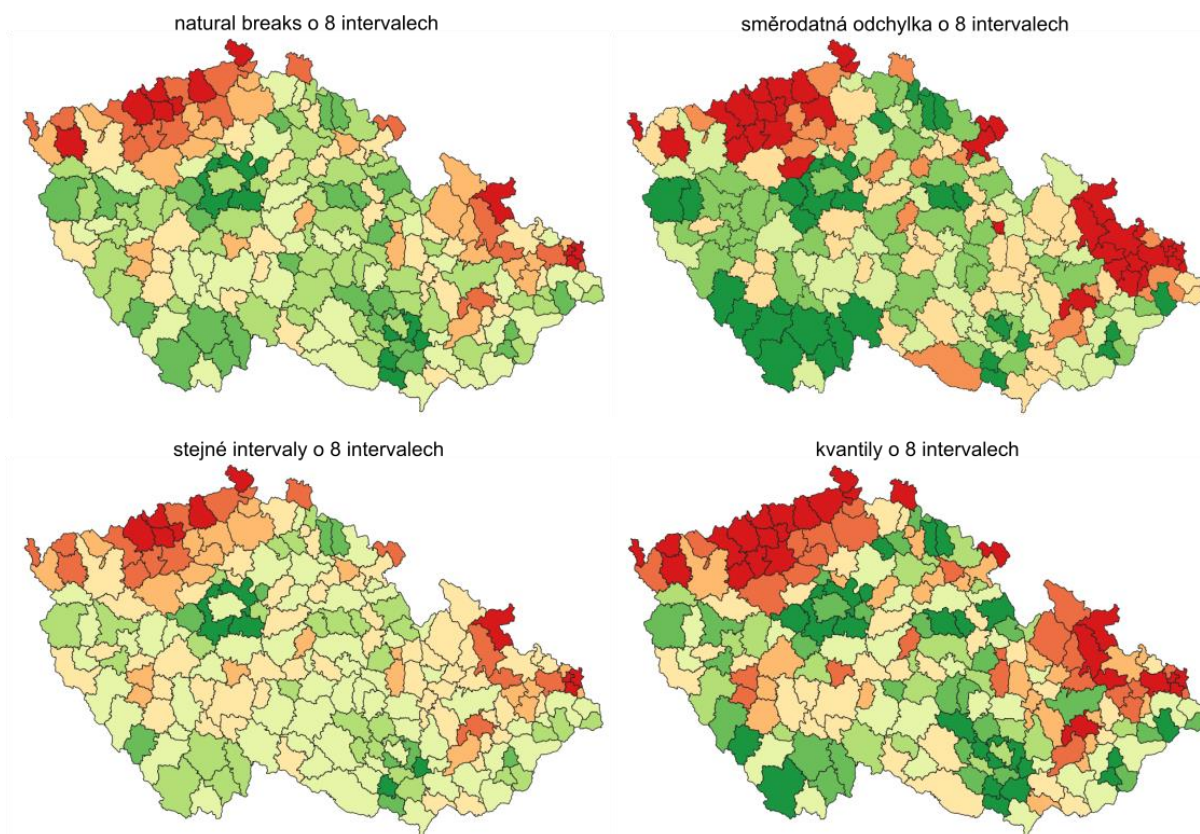 natural breaks o 8 intervalech
směrodatná odchylka o 8 intervalech
stejné intervaly o 8 intervalech
kvantily o 8 intervalech